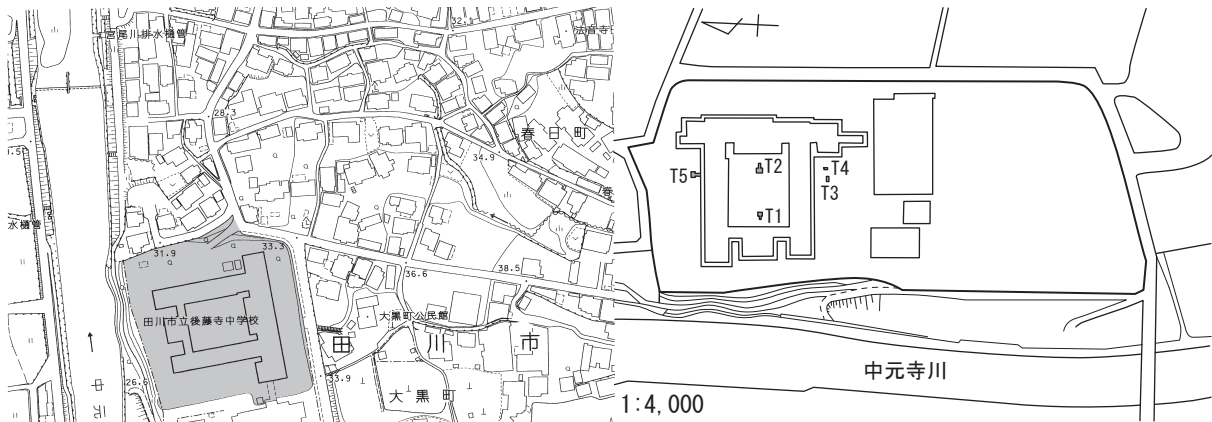 宮尾川排水樋管
32.1
法音寺
28.3
春日町
34.9
水樋管
31.9
33.3
36.6
38.5
田川市立後藤寺中学校
大黒町公民館
田川市
33.9
大黒町
26.6
中元
T5
T2
T4
T3
T1
中元寺川
1:4,000